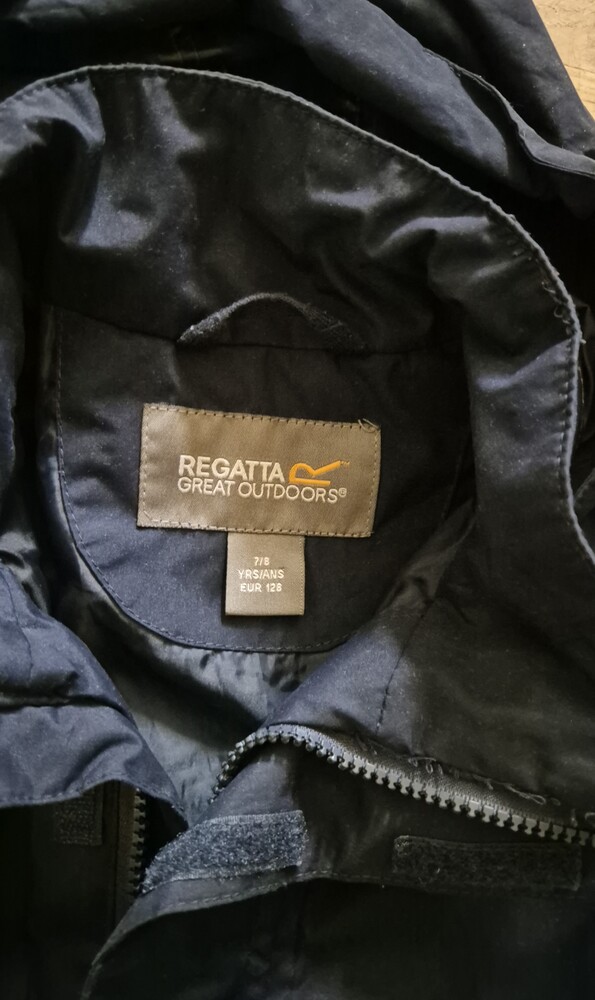 REGATTA
GREAT OUTDOORS®
7/8
YRS/ANS
EUR 128